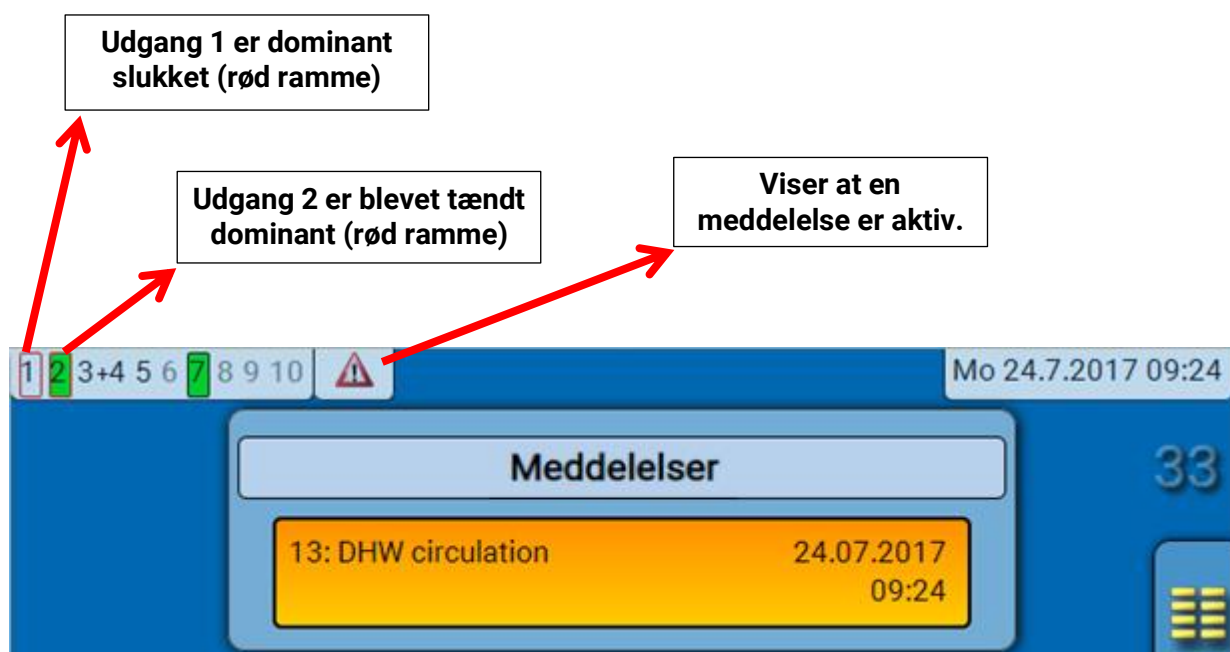 Udgang 1 er dominant
slukket (rød ramme)
Udgang 2 er blevet tændt
dominant (rød ramme)
Viser at en
meddelelse er aktiv.
1 2 3+4 5 6 7 8 9 10
Mo 24.7.2017 09:24
Meddelelser
33
13: DHW circulation 24.07.2017
09:24